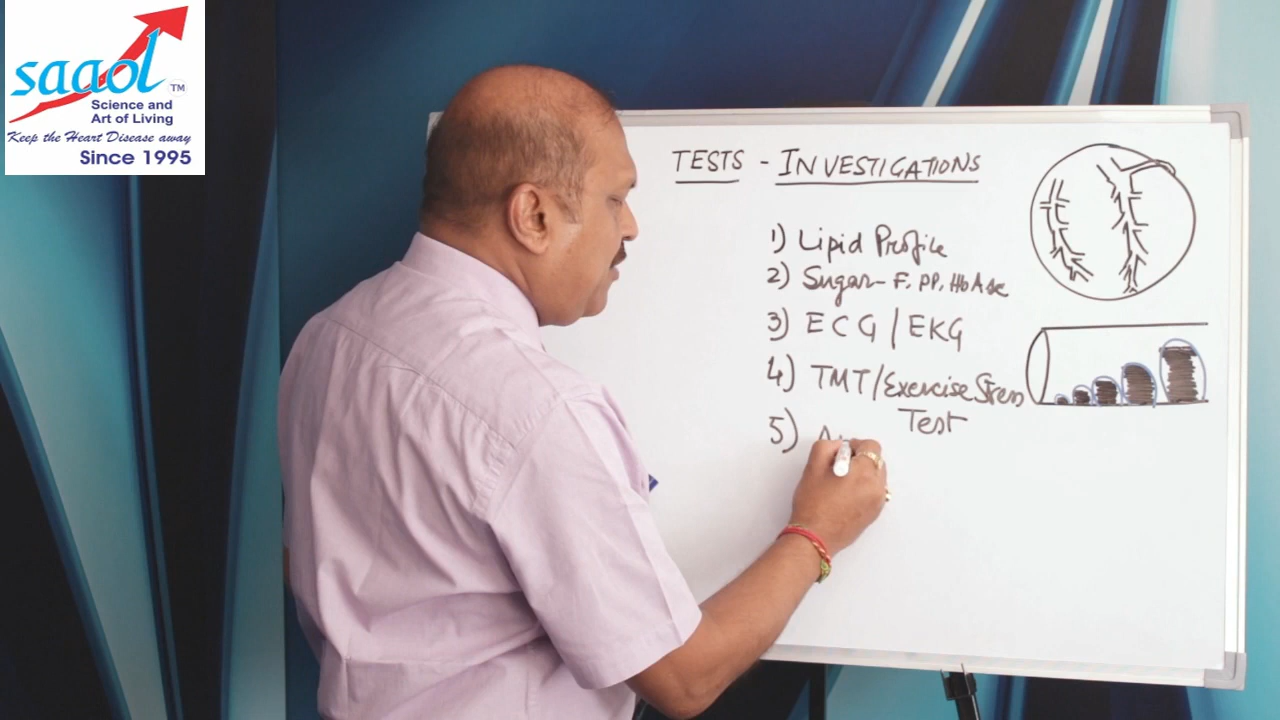 saaol TM
Science and
Art of Living
Keep the Heart Disease away
Since 1995
TESTS - INVESTIGATIONS
1) Lipid Profile
2) Sugar - F, PP, HbA1c
3) ECG / EKG
4) TMT/Exercise Stress
Test
5)